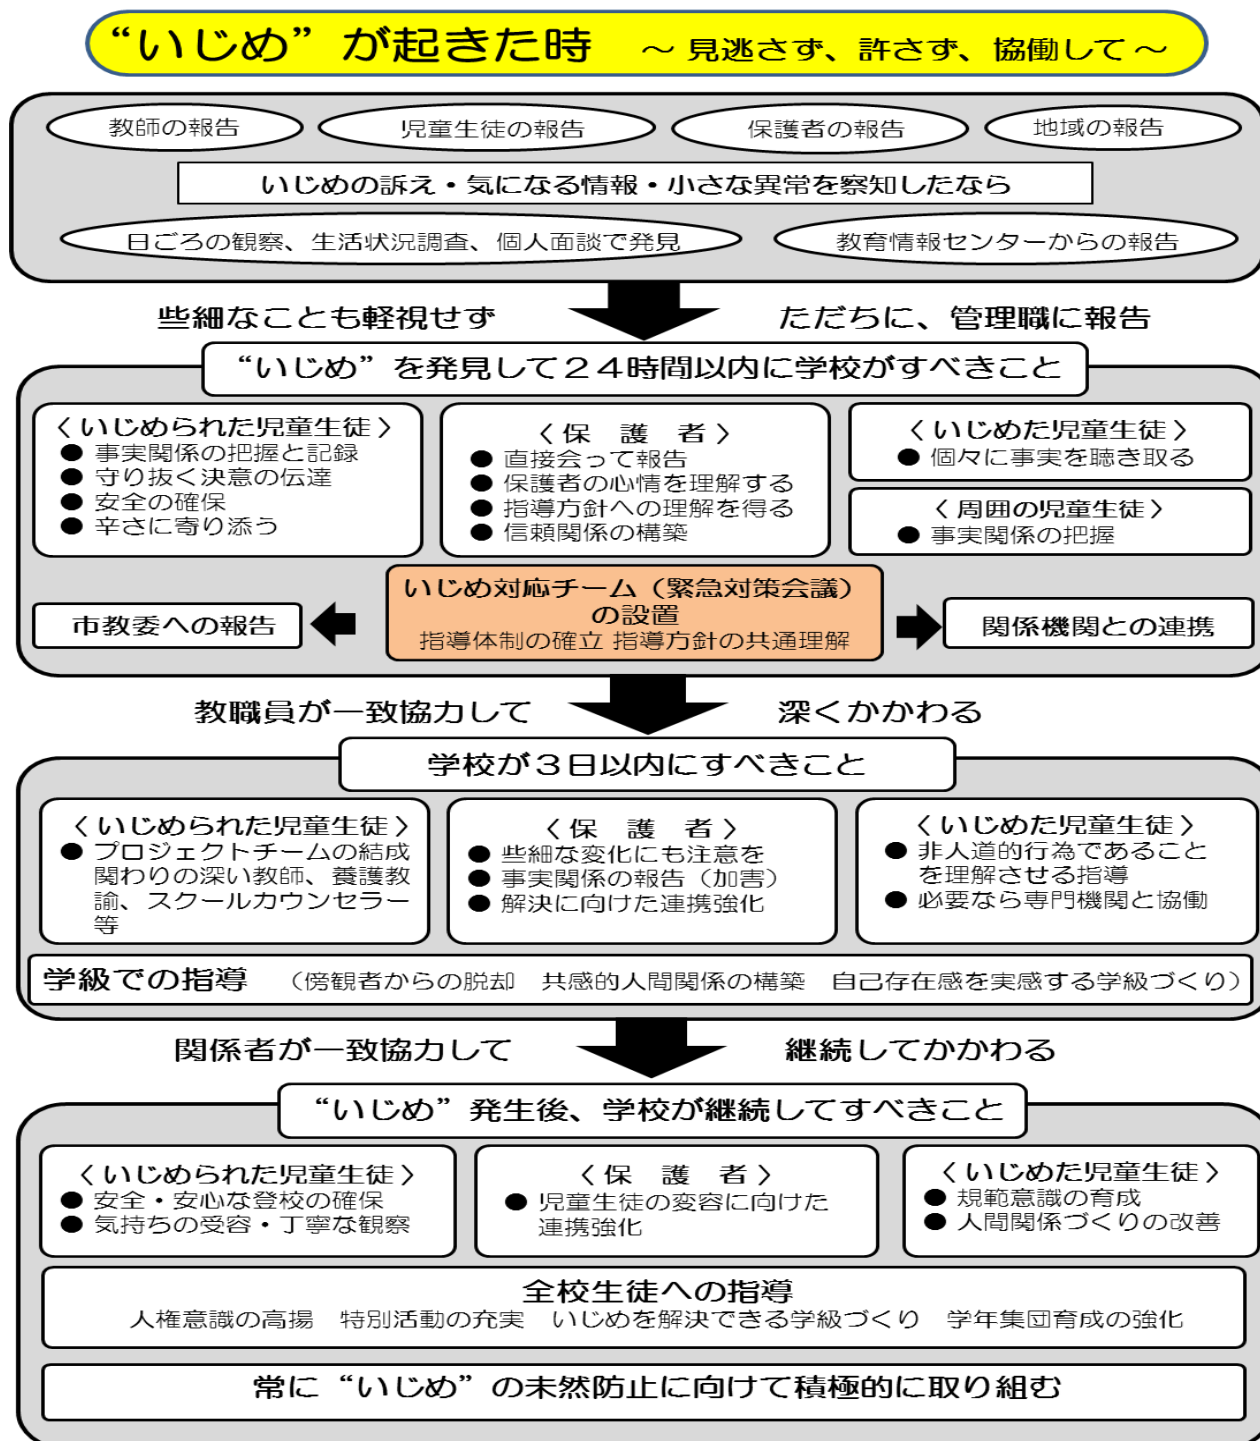 “いじめ”が起きた時 ～見逃さず、許さず、協働して～
教師の報告
児童生徒の報告
保護者の報告
地域の報告
いじめの訴え・気になる情報・小さな異常を察知したなら
日ごろの観察、生活状況調査、個人面談で発見
教育情報センターからの報告
些細なことも軽視せず
ただちに、管理職に報告
“いじめ”を発見して２４時間以内に学校がすべきこと
〈いじめられた児童生徒〉
● 事実関係の把握と記録
● 守り抜く決意の伝達
● 安全の確保
● 辛さに寄り添う
〈保　護　者〉
● 直接会って報告
● 保護者の心情を理解する
● 指導方針への理解を得る
● 信頼関係の構築
〈いじめた児童生徒〉
● 個々に事実を聴き取る
〈周囲の児童生徒〉
● 事実関係の把握
いじめ対応チーム（緊急対策会議）
の設置
指導体制の確立 指導方針の共通理解
市教委への報告
関係機関との連携
教職員が一致協力して
深くかかわる
学校が３日以内にすべきこと
〈いじめられた児童生徒〉
● プロジェクトチームの結成
関わりの深い教師、養護教
諭、スクールカウンセラー
等
〈保　護　者〉
● 些細な変化にも注意を
● 事実関係の報告（加害）
● 解決に向けた連携強化
〈いじめた児童生徒〉
● 非人道的行為であること
を理解させる指導
● 必要なら専門機関と協働
学級での指導　（傍観者からの脱却　共感的人間関係の構築　自己存在感を実感する学級づくり）
関係者が一致協力して
継続してかかわる
“いじめ”発生後、学校が継続してすべきこと
〈いじめられた児童生徒〉
● 安全・安心な登校の確保
● 気持ちの受容・丁寧な観察
〈保　護　者〉
● 児童生徒の変容に向けた
連携強化
〈いじめた児童生徒〉
● 規範意識の育成
● 人間関係づくりの改善
全校生徒への指導
人権意識の高揚　特別活動の充実　いじめを解決できる学級づくり　学年集団育成の強化
常に“いじめ”の未然防止に向けて積極的に取り組む